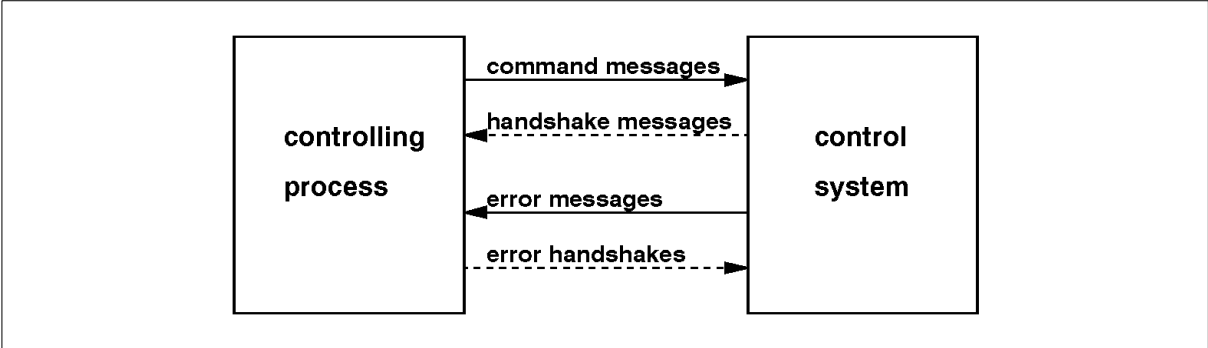 controlling
process
command messages
handshake messages
error messages
error handshakes
control
system